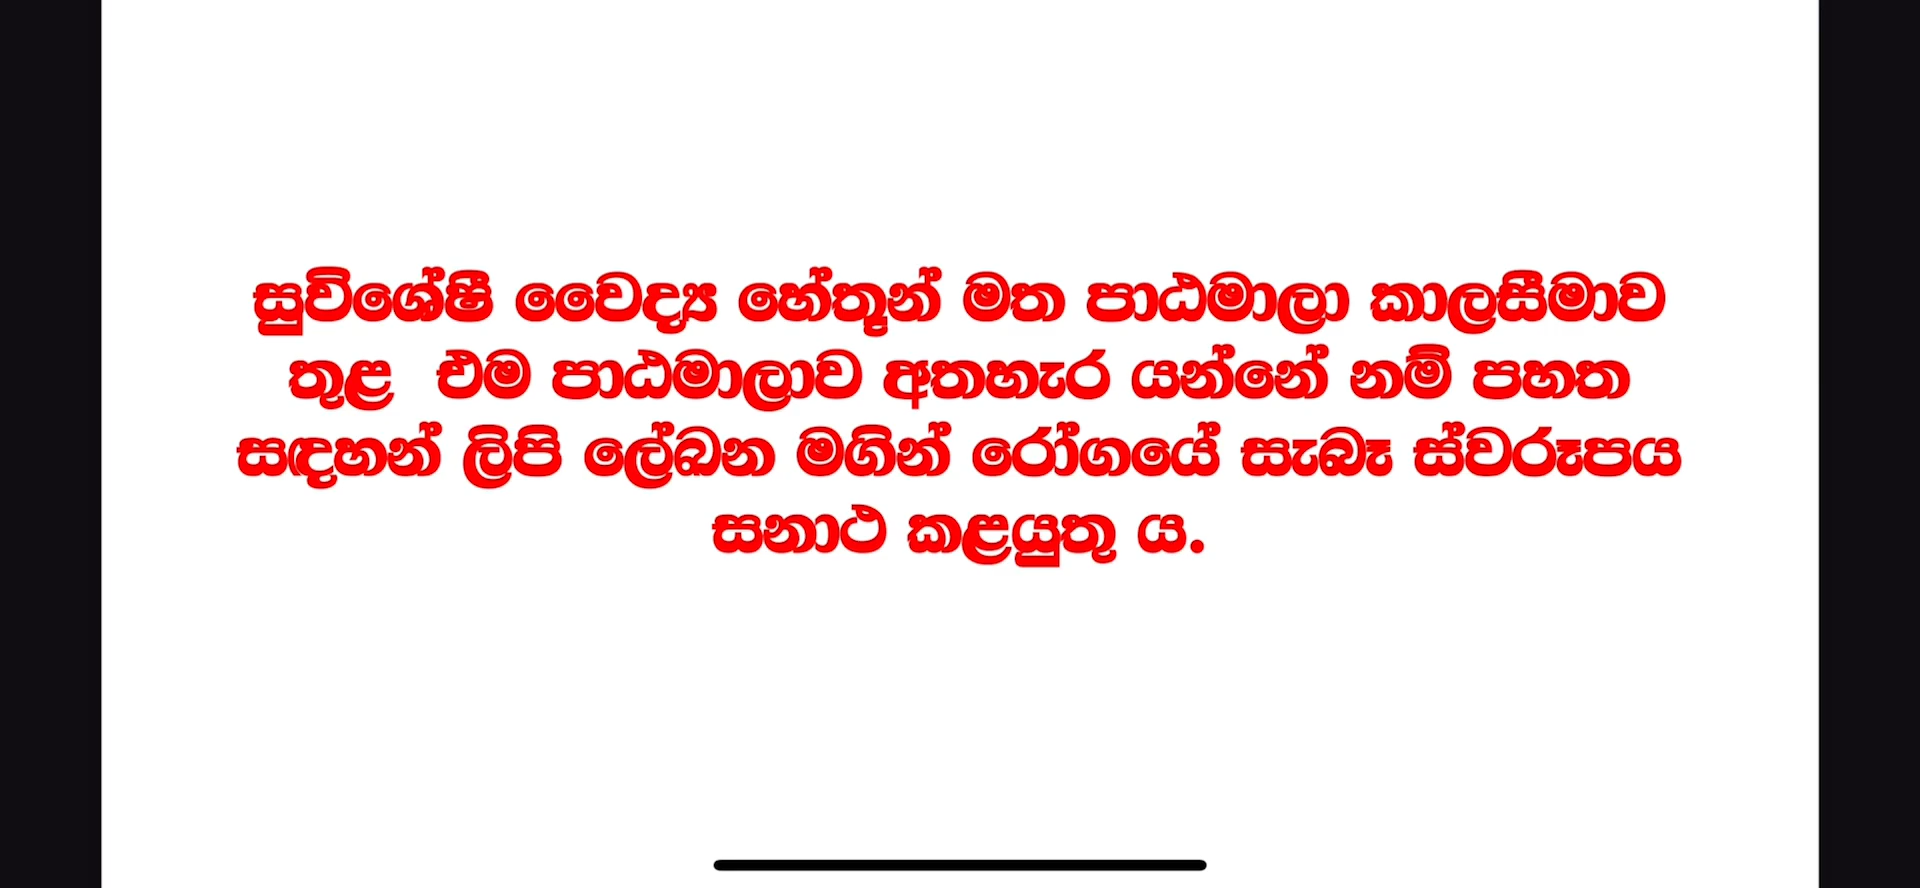 සුවිශේෂී වෛද්‍ය හේතූන් මත පාඨමාලා කාලසීමාව
තුළ  එම පාඨමාලාව අතහැර යන්නේ නම් පහත
සඳහන් ලිපි ලේඛන මගින් රෝගයේ සැබෑ ස්වරූපය
සනාථ කළයුතු ය.